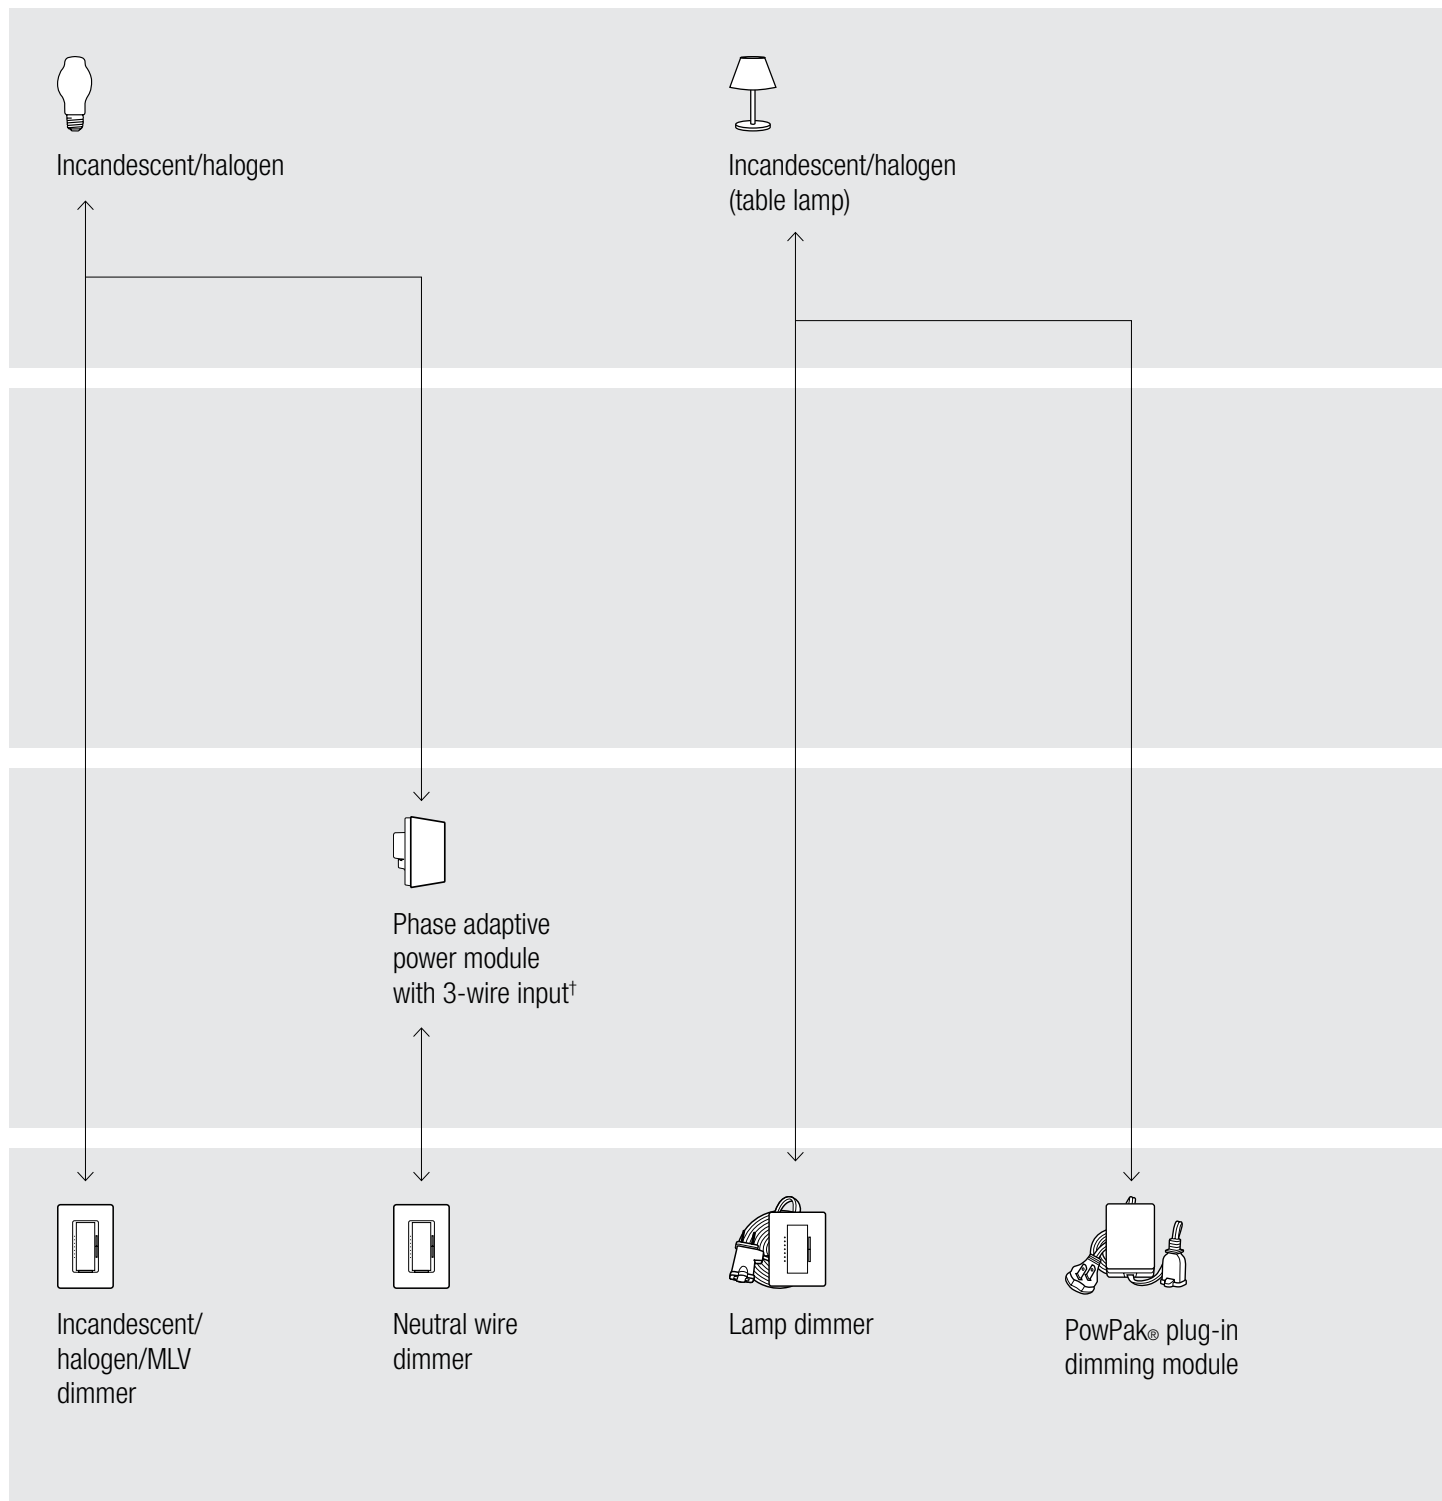 Incandescent/halogen
Incandescent/halogen
(table lamp)
Phase adaptive
power module
with 3-wire input†
Incandescent/
halogen/MLV
dimmer
Neutral wire
dimmer
Lamp dimmer
PowPak® plug-in
dimming module